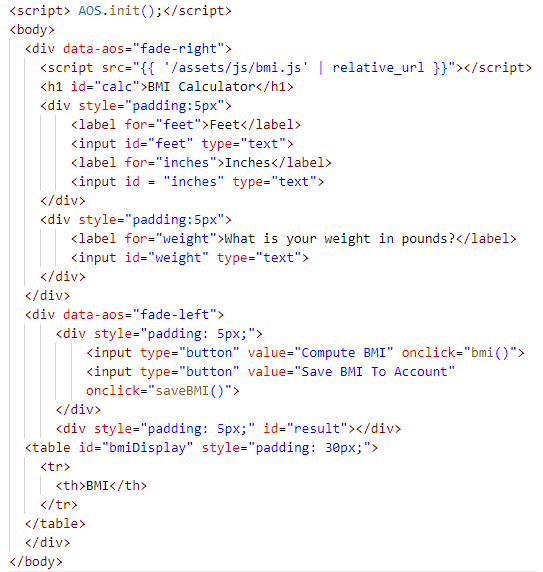 <script> AOS.init();</script>
<body>
<div data-aos="fade-right">
<script src="{{ '/assets/js/bmi.js' | relative_url }}"></script>
<h1 id="calc">BMI Calculator</h1>
<div style="padding:5px">
<label for="feet">Feet</label>
<input id="feet" type="text">
<label for="inches">Inches</label>
<input id = "inches" type="text">
</div>
<div style="padding:5px">
<label for="weight">What is your weight in pounds?</label>
<input id="weight" type="text">
</div>
</div>
<div data-aos="fade-left">
<div style="padding: 5px;">
<input type="button" value="Compute BMI" onclick="bmi()">
<input type="button" value="Save BMI To Account"
onclick="saveBMI()">
</div>
<div style="padding: 5px;" id="result"></div>
<table id="bmiDisplay" style="padding: 30px;">
<tr>
<th>BMI</th>
</tr>
</table>
</div>
</body>